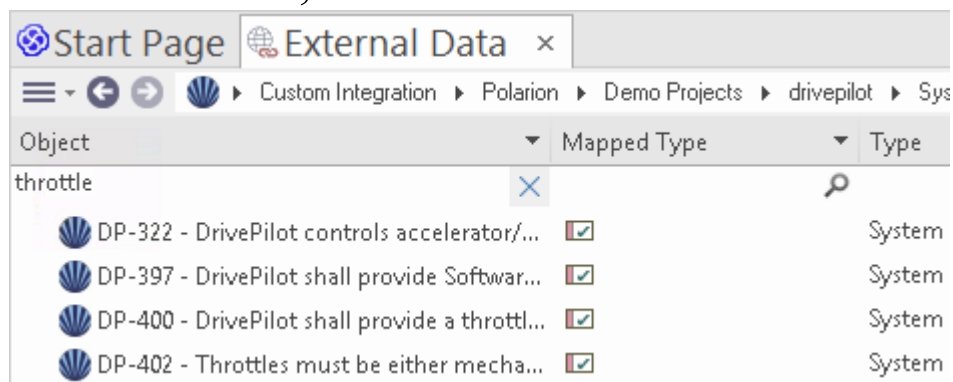 Start Page External Data ×
Custom Integration Polarion Demo Projects drivepilot Sys
Object Mapped Type Type
throttle
DP-322 - DrivePilot controls accelerator/... System
DP-397 - DrivePilot shall provide Softwar... System
DP-400 - DrivePilot shall provide a throttl... System
DP-402 - Throttles must be either mecha... System